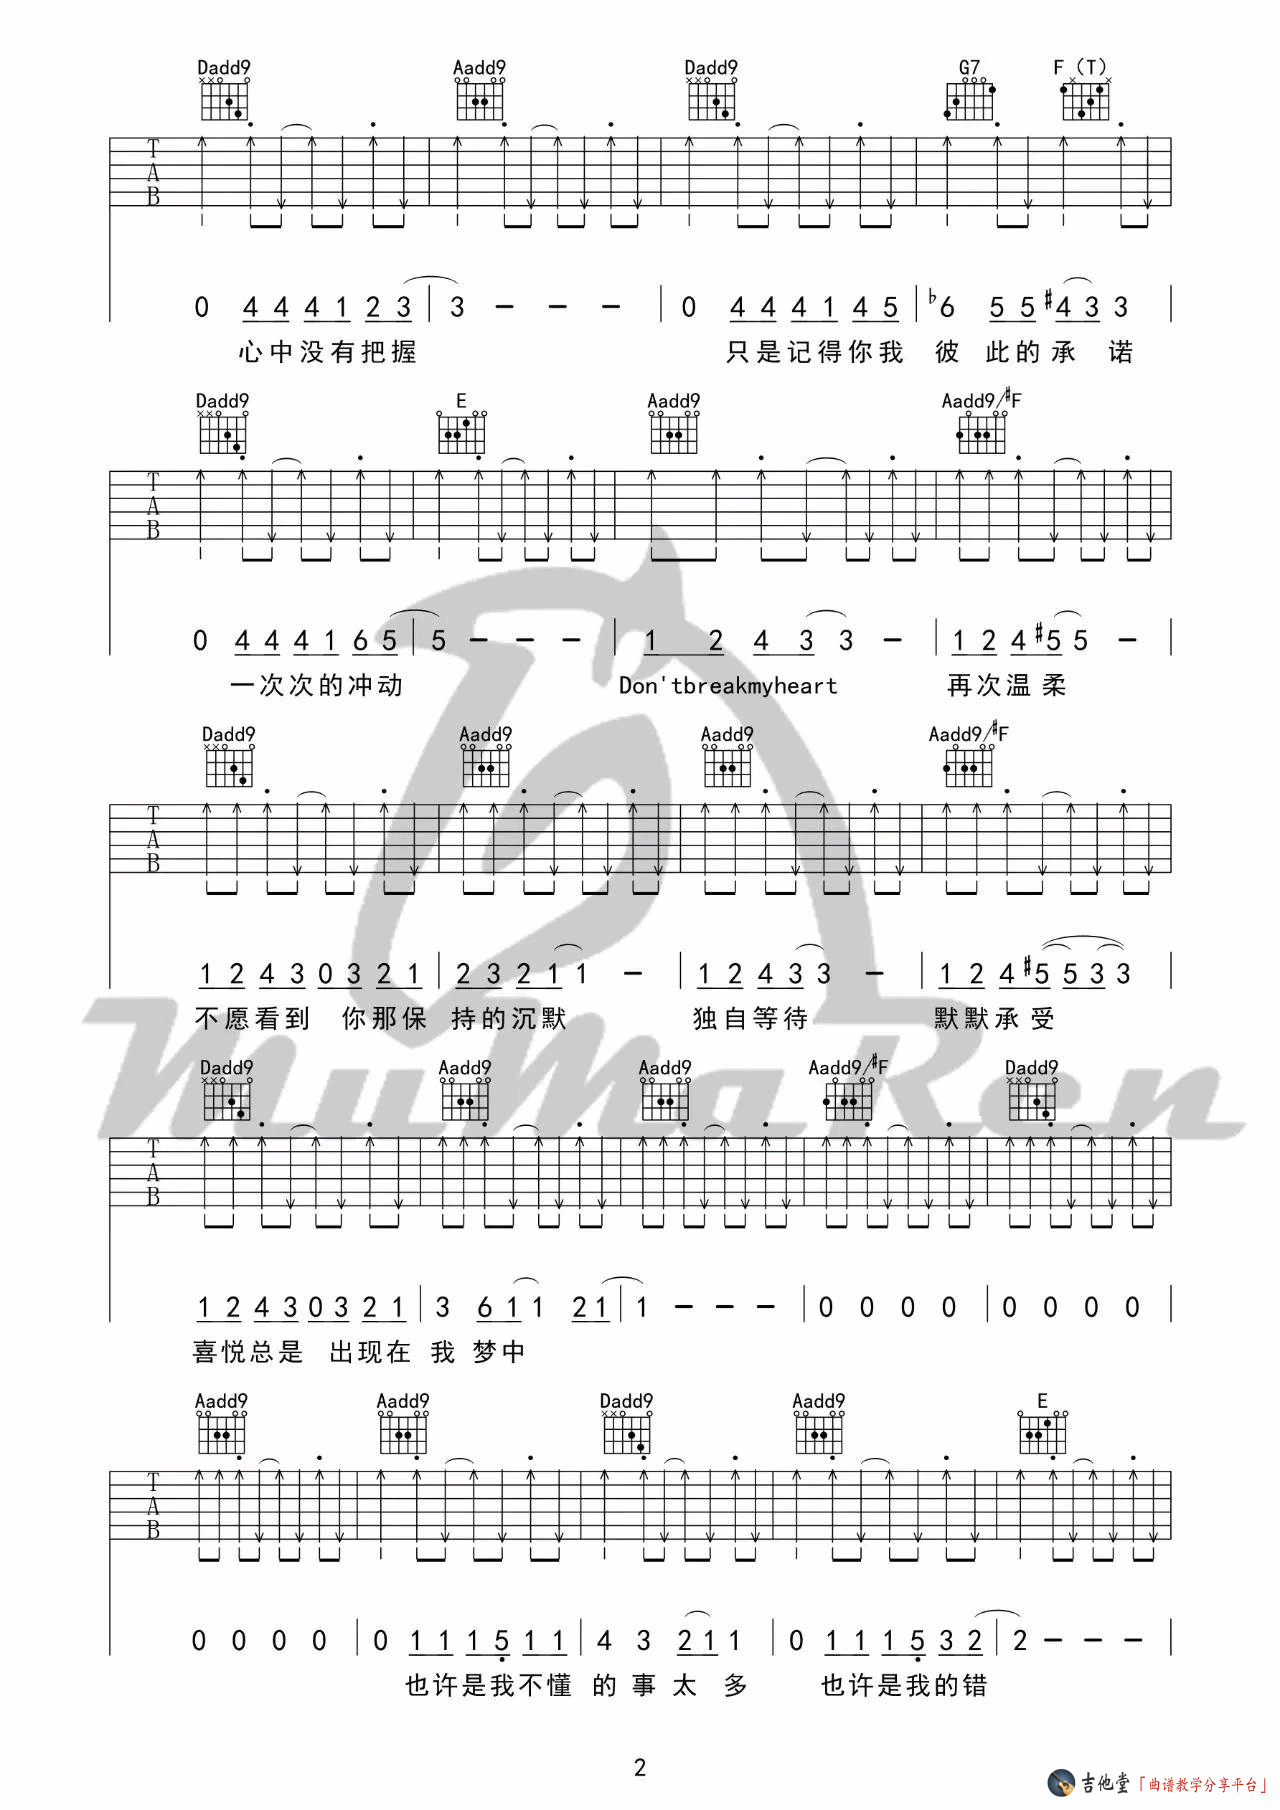 Dadd9 Aadd9 Dadd9 G7 F（T）
T
A
B
0 4 4 4 1 2 3 | 3 - - - | 0 4 4 4 1 4 5 | ♭6 5 5 #4 3 3 |
心中没有把握 只是记得你我 彼 此的 承 诺
Dadd9 E Aadd9 Aadd9/#F
T
A
B
0 4 4 4 1 6 5 | 5 - - - | 1 2 4 3 3 - | 1 2 4 #5 5 - |
一次次的冲动 Don'tbreakmyheart 再次温柔
Dadd9 Aadd9 Aadd9 Aadd9/#F
T
A
B
1 2 4 3 0 3 2 1 | 2 3 2 1 1 - | 1 2 4 3 3 - | 1 2 4 #5 5 3 3 |
不愿看到 你那保 持的沉默 独自等待 默默承受
MuMaRen
Dadd9 Aadd9 Aadd9 Aadd9/#F Dadd9
T
A
B
1 2 4 3 0 3 2 1 | 3 6 1 1 2 1 | 1 - - - | 0 0 0 0 | 0 0 0 0 |
喜悦总是 出现在 我 梦中
Aadd9 Aadd9 Dadd9 Aadd9 E
T
A
B
0 0 0 0 | 0 1 1 1 5 1 1 | 4 3 2 1 1 | 0 1 1 1 5 3 2 | 2 - - - |
也许是我不懂 的 事 太 多 也许是我的错
2
吉他堂「曲谱教学分享平台」